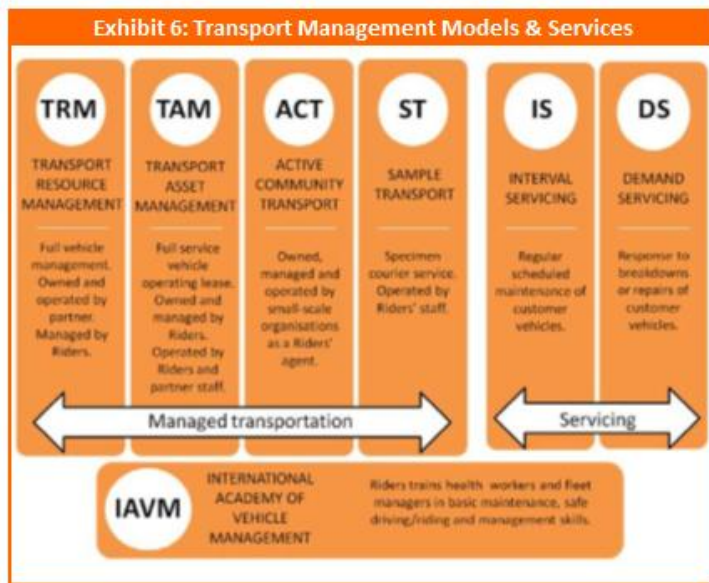 Exhibit 6: Transport Management Models & Services
TRM
TRANSPORT
RESOURCE
MANAGEMENT
Full vehicle
management.
Owned and
operated by
partner.
Managed by
Riders.
TAM
TRANSPORT
ASSET
MANAGEMENT
Full service
vehicle
operating lease.
Owned and
managed by
Riders.
Operated by
Riders and
partner staff.
ACT
ACTIVE
COMMUNITY
TRANSPORT
Owned,
managed and
operated by
small-scale
organisations
as a Riders'
agent.
ST
SAMPLE
TRANSPORT
Specimen
courier service.
Operated by
Riders' staff.
Managed transportation
IS
INTERVAL
SERVICING
Regular
scheduled
maintenance of
customer
vehicles.
DS
DEMAND
SERVICING
Response to
breakdowns
or repairs of
customer
vehicles.
Servicing
IAVM
INTERNATIONAL
ACADEMY OF
VEHICLE
MANAGEMENT
Riders trains health workers and fleet
managers in basic maintenance, safe
driving/riding and management skills.